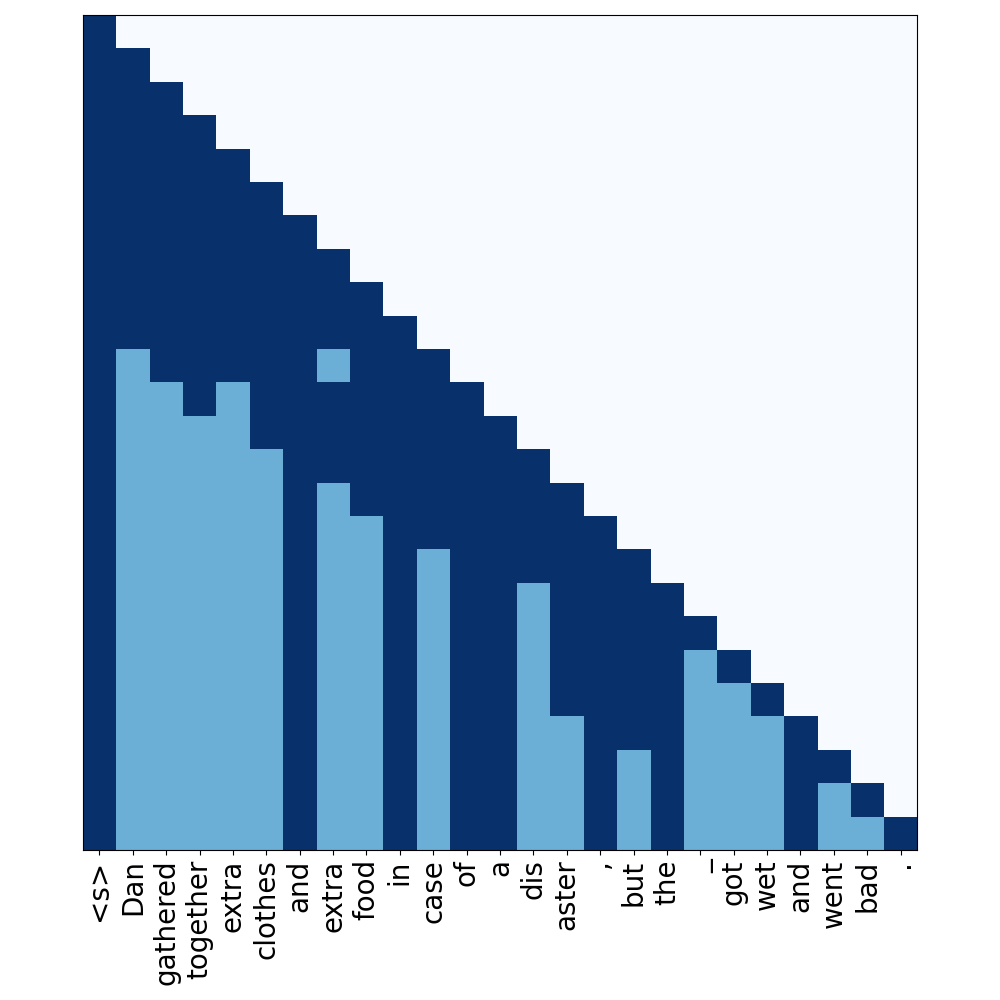 <s> Dan gathered together extra clothes and extra food in case of a dis aster , but the _ got wet and went bad .